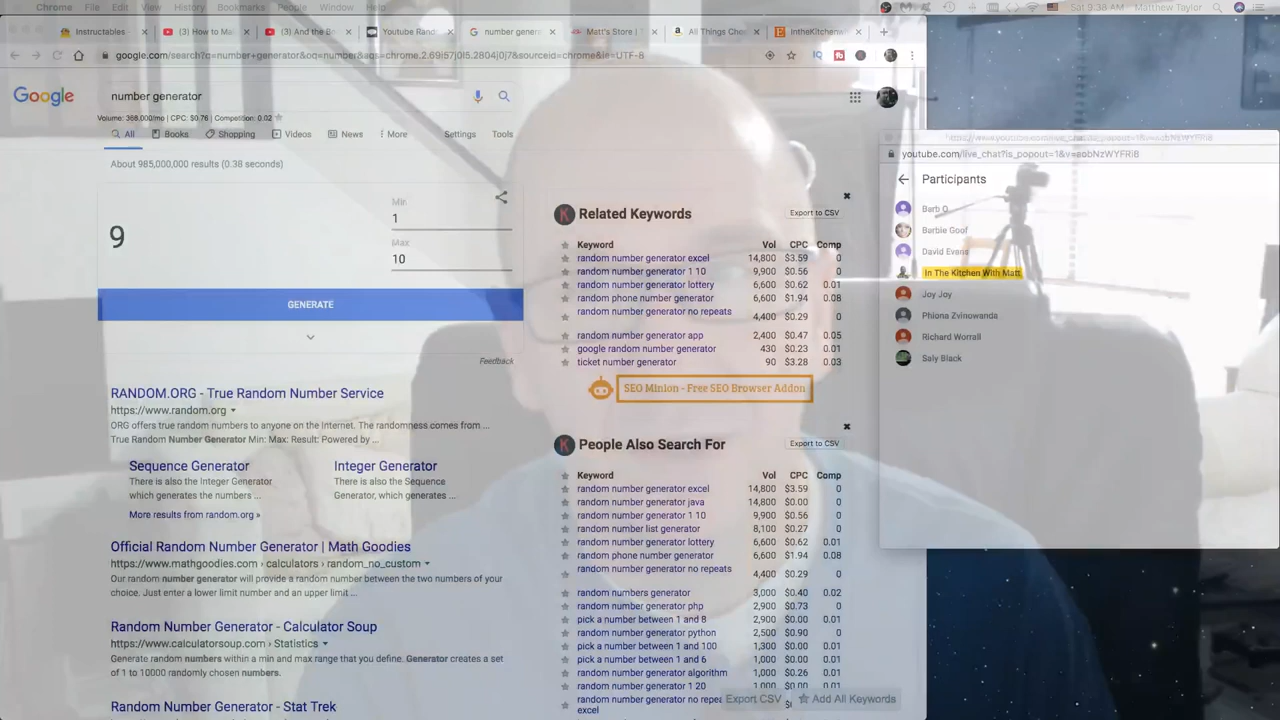 Chrome File Edit View History Bookmarks People Window Help
Sat 9:38 AM Matthew Taylor
Instructables -
(3) How to Ma
(3) And the Bo
Youtube Rand
number genera
Matt's Store |
All Things Cho
IntheKitchenw
google.com/search?q=number+generator&oq=number&aqs=chrome.2.69i57j0l5.2804j0j7&sourceid=chrome&ie=UTF-8
Google
number generator
Volume: 368,000/mo | CPC: $0.76 | Competition: 0.02
All Books Shopping Videos News More Settings Tools
About 985,000,000 results (0.38 seconds)
9
Min
1
Max
10
GENERATE
Feedback
RANDOM.ORG - True Random Number Service
https://www.random.org
ORG offers true random numbers to anyone on the Internet. The randomness comes from ...
True Random Number Generator Min: Max: Result: Powered by ...
Sequence Generator
There is also the Integer Generator
which generates the numbers ...
Integer Generator
There is also the Sequence
Generator, which generates ...
More results from random.org »
Official Random Number Generator | Math Goodies
https://www.mathgoodies.com › calculators › random_no_custom
Our random number generator will provide a random number between the two numbers of your
choice. Just enter a lower limit number and an upper limit ...
Random Number Generator - Calculator Soup
https://www.calculatorsoup.com › Statistics
Generate random numbers within a min and max range that you define. Generator creates a set
of 1 to 10000 randomly chosen numbers.
Random Number Generator - Stat Trek
Related Keywords
Export to CSV
Keyword Vol CPC Comp
random number generator excel 14,800 $3.59 0
random number generator 1 10 9,900 $0.56 0
random number generator lottery 6,600 $0.62 0.01
random phone number generator 6,600 $1.94 0.08
random number generator no repeats 4,400 $0.29 0
random number generator app 2,400 $0.47 0.05
google random number generator 430 $0.23 0.01
ticket number generator 90 $3.28 0.03
SEO Minion - Free SEO Browser Addon
People Also Search For
Export to CSV
Keyword Vol CPC Comp
random number generator excel 14,800 $3.59 0
random number generator java 14,800 $0.00 0
random number generator 1 10 9,900 $0.56 0
random number list generator 8,100 $0.27 0
random number generator lottery 6,600 $0.62 0.01
random phone number generator 6,600 $1.94 0.08
random number generator no repeats 4,400 $0.29 0
random numbers generator 3,000 $0.40 0.02
random number generator php 2,900 $0.73 0
pick a number between 1 and 8 2,900 $0.00 0.01
random number generator python 2,500 $0.90 0
pick a number between 1 and 100 1,300 $0.00 0.01
pick a number between 1 and 6 1,000 $0.00 0.01
random number generator algorithm 1,000 $0.26 0.01
random number generator 1 20 1,000 $0.00 0.01
random number generator no repea
excel
Export CSV Add All Keywords
youtube.com/live_chat?is_popout=1&v=eobNzWYFRi8
Participants
Barb O
Barbie Goof
David Evens
In The Kitchen With Matt
Joy Joy
Phiona Zvinowanda
Richard Worrall
Saly Black